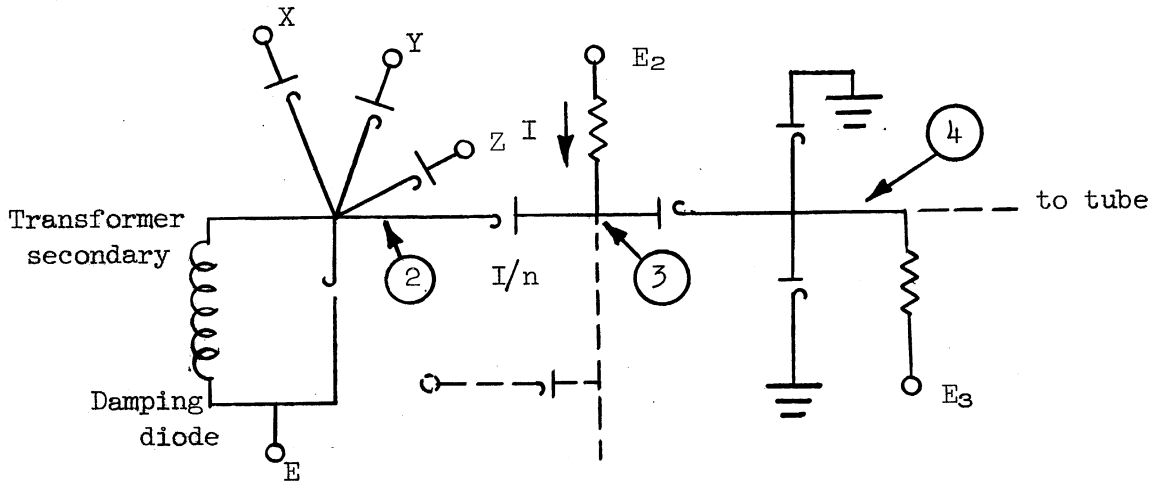 X
Y
E₂
Z
I
4
Transformer
secondary
to tube
2
I/n
3
Damping
diode
E₃
E